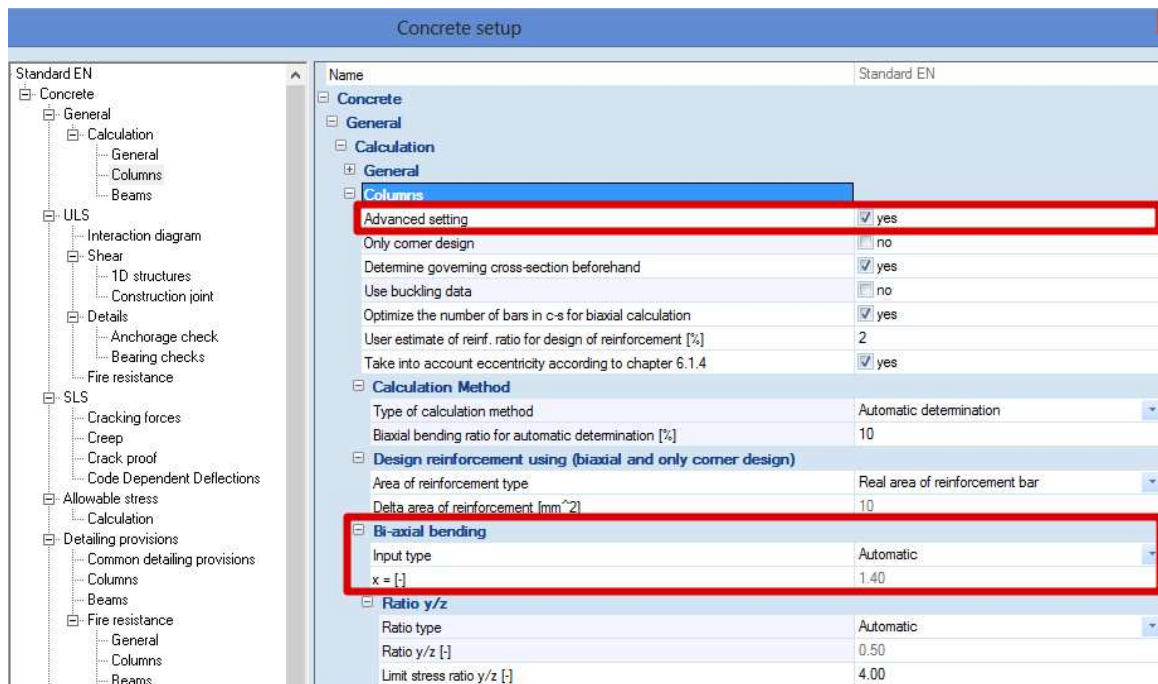 Concrete setup
Standard EN
Concrete
General
Calculation
General
Columns
Beams
ULS
Interaction diagram
Shear
1D structures
Construction joint
Details
Anchorage check
Bearing checks
Fire resistance
SLS
Cracking forces
Creep
Crack proof
Code Dependent Deflections
Allowable stress
Calculation
Detailing provisions
Common detailing provisions
Columns
Beams
Fire resistance
General
Columns
Beams
Name Standard EN
Concrete
General
Calculation
General
Columns
Advanced setting yes
Only corner design no
Determine governing cross-section beforehand yes
Use buckling data no
Optimize the number of bars in c-s for biaxial calculation yes
User estimate of reinf. ratio for design of reinforcement [%] 2
Take into account eccentricity according to chapter 6.1.4 yes
Calculation Method
Type of calculation method Automatic determination
Biaxial bending ratio for automatic determination [%] 10
Design reinforcement using (biaxial and only corner design)
Area of reinforcement type Real area of reinforcement bar
Delta area of reinforcement [mm^2] 10
Bi-axial bending
Input type Automatic
x = [-] 1.40
Ratio y/z
Ratio type Automatic
Ratio y/z [-] 0.50
Limit stress ratio y/z [-] 4.00